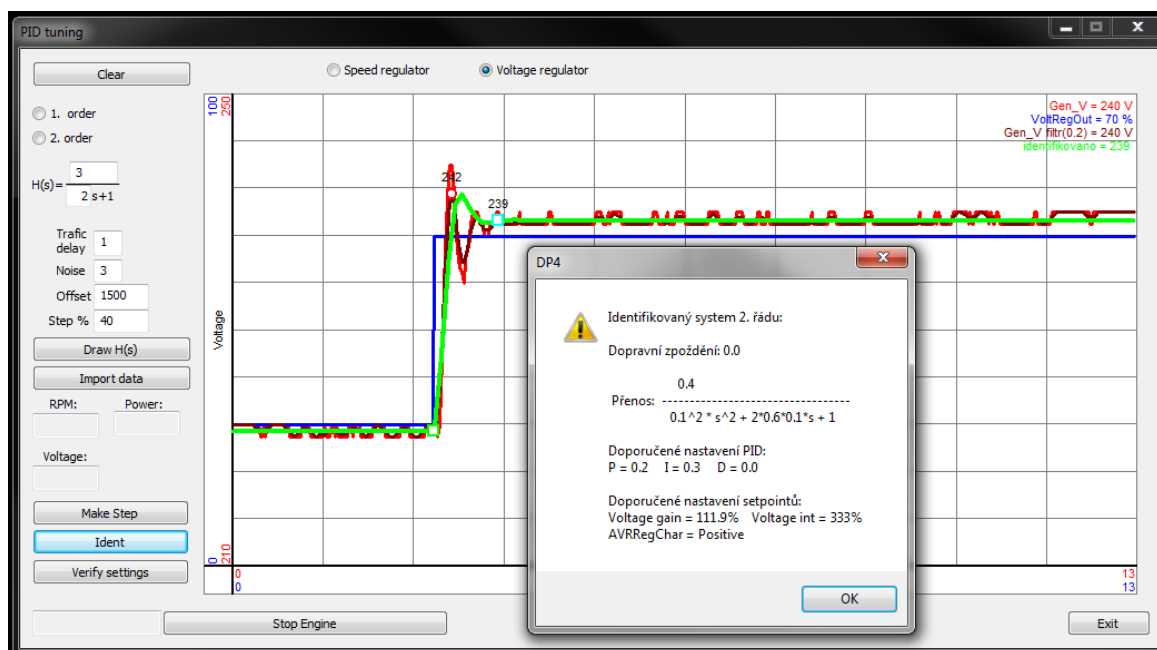 PID tuning
Clear
Speed regulator
Voltage regulator
1. order
2. order
H(s)=
3
2 s+1
Trafic
delay 1
Noise 3
Offset 1500
Step % 40
Draw H(s)
Import data
RPM: Power:
Voltage:
Make Step
Ident
Verify settings
Stop Engine
Exit
100
250
Voltage
0
210
0
0
13
13
242
239
Gen_V = 240 V
VoltRegOut = 70 %
Gen_V filtr(0.2) = 240 V
identifikovano = 239
DP4
Identifikovaný system 2. řádu:
Dopravní zpoždění: 0.0
0.4
Přenos: -----------------------------------
0.1^2 * s^2 + 2*0.6*0.1*s + 1
Doporučené nastavení PID:
P = 0.2 I = 0.3 D = 0.0
Doporučené nastavení setpointů:
Voltage gain = 111.9% Voltage int = 333%
AVRRegChar = Positive
OK